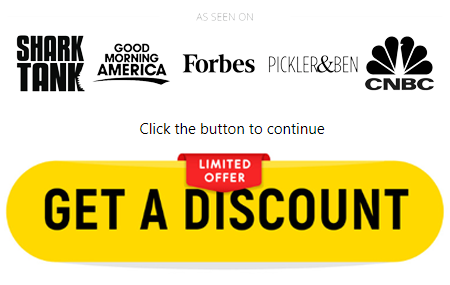 AS SEEN ON
SHARK TANK
GOOD MORNING AMERICA
Forbes
PICKLER&BEN
CNBC
Click the button to continue
LIMITED OFFER
GET A DISCOUNT